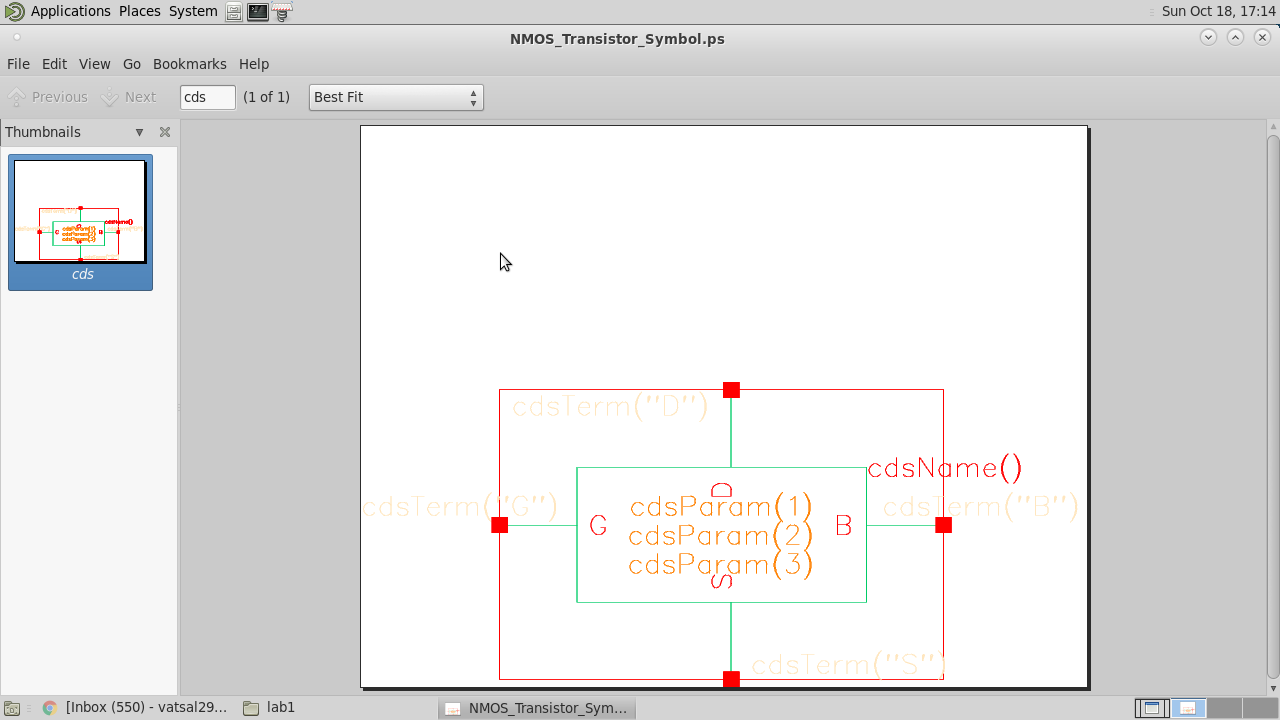 Applications Places System Sun Oct 18, 17:14
NMOS_Transistor_Symbol.ps
File Edit View Go Bookmarks Help
Previous Next cds (1 of 1) Best Fit
Thumbnails
cds
cdsTerm("D")
cdsName()
cdsTerm("G")
cdsTerm("B")
D
cdsParam(1)
G
B
cdsParam(2)
cdsParam(3)
S
cdsTerm("S")
[Inbox (550) - vatsal29... lab1 NMOS_Transistor_Sym...